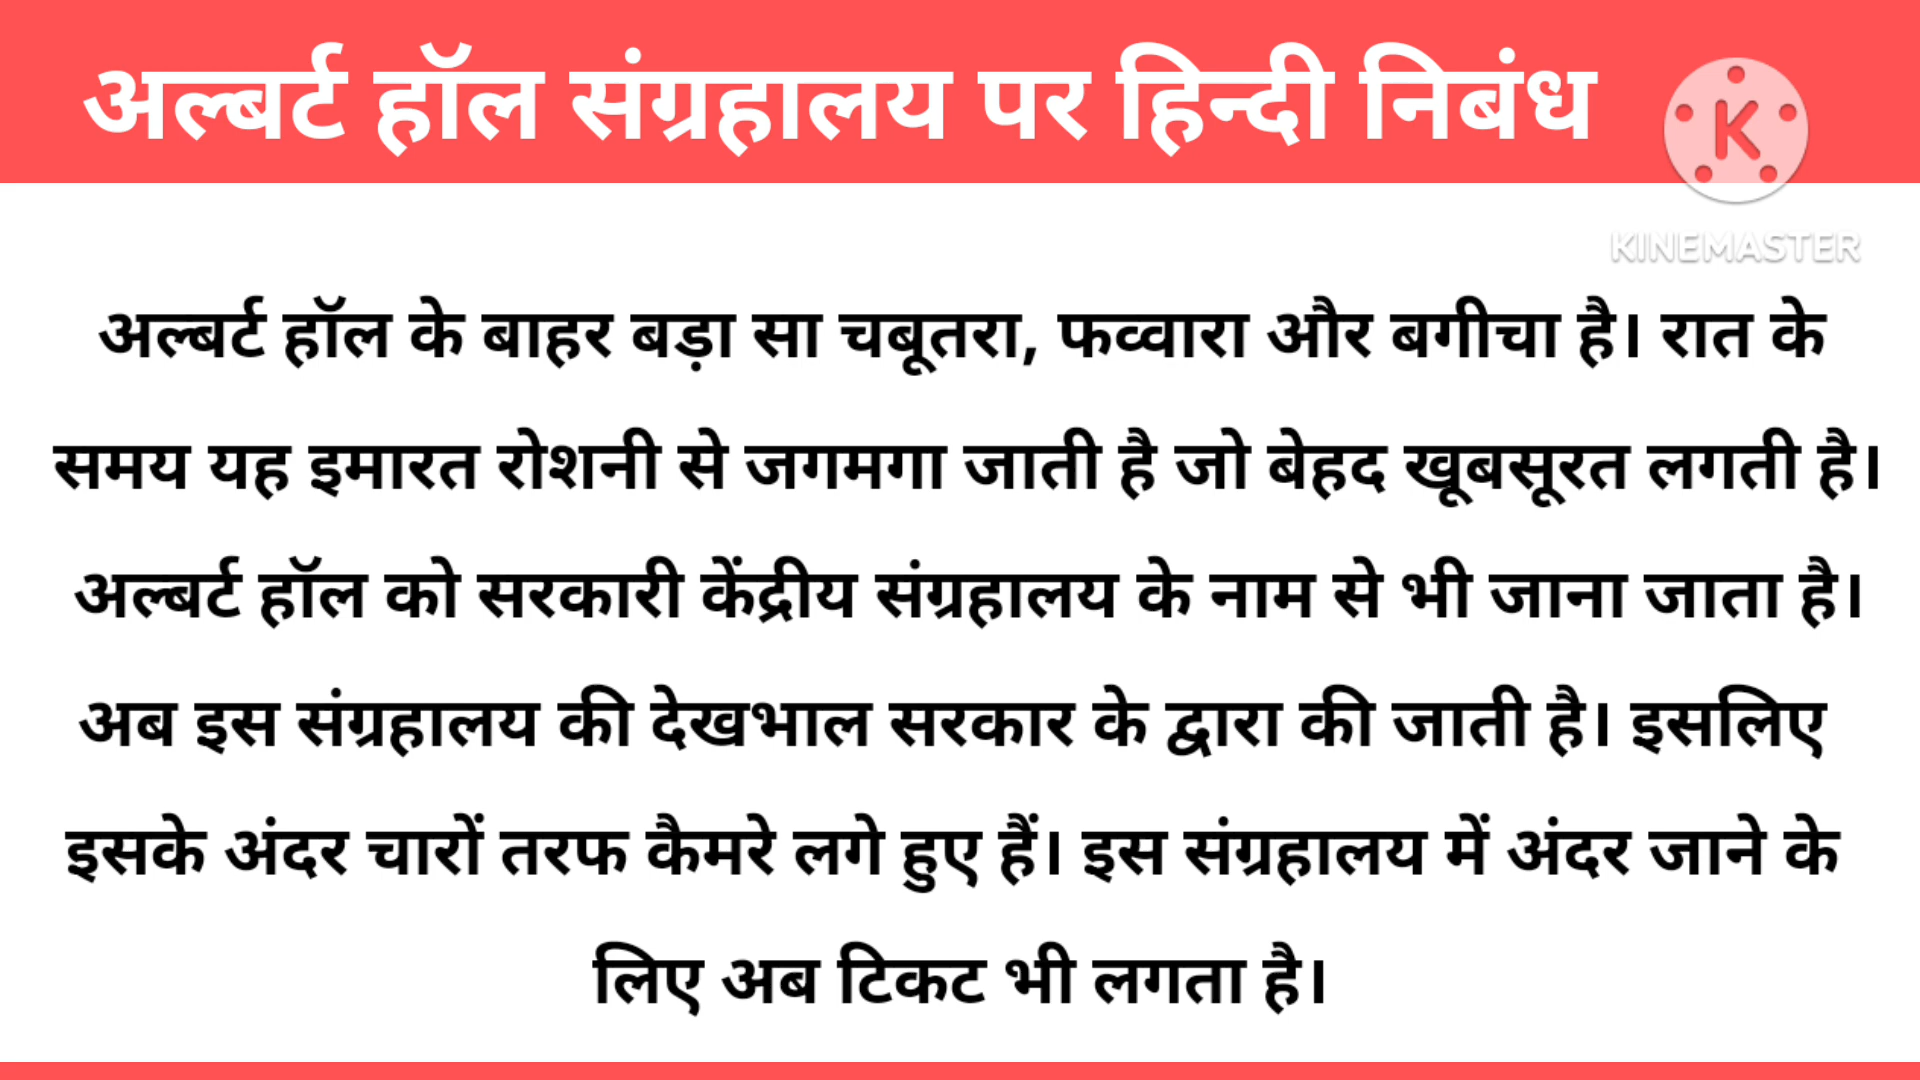 अल्बर्ट हॉल संग्रहालय पर हिन्दी निबंध
K
KINEMASTER
अल्बर्ट हॉल के बाहर बड़ा सा चबूतरा, फव्वारा और बगीचा है। रात के
समय यह इमारत रोशनी से जगमगा जाती है जो बेहद खूबसूरत लगती है।
अल्बर्ट हॉल को सरकारी केंद्रीय संग्रहालय के नाम से भी जाना जाता है।
अब इस संग्रहालय की देखभाल सरकार के द्वारा की जाती है। इसलिए
इसके अंदर चारों तरफ कैमरे लगे हुए हैं। इस संग्रहालय में अंदर जाने के
लिए अब टिकट भी लगता है।